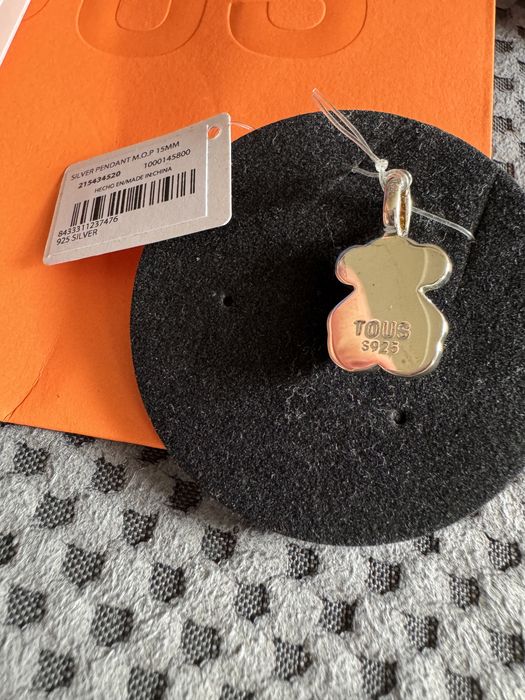 SILVER PENDANT M.O.P 15MM
215434520 1000145800
HECHO EN/MADE IN:CHINA
8433311237476
925 SILVER
TOUS
S925